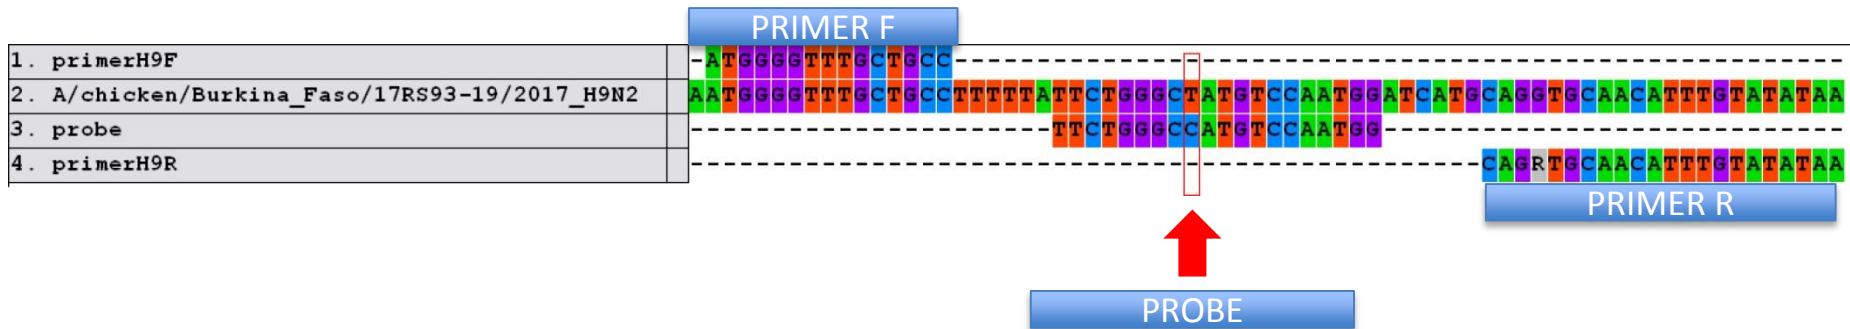 PRIMER F
1. primerH9F -ATGGGGTTTGCTGCC------------------------------------------------------
2. A/chicken/Burkina_Faso/17RS93-19/2017_H9N2 AATGGGGTTTGCTGCCTTTTTATTCTGGGCTATGTCCAATGGATCATGCAGGTGCAACATTTGTATATAA
3. probe ----------------------TTCTGGGCCATGTCCAATGG----------------------------
4. primerH9R ------------------------------------------------CAGRTGCAACATTTGTATATAA
PRIMER R
PROBE